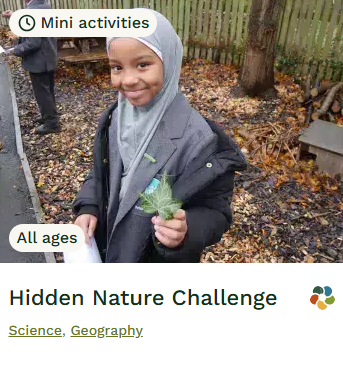 Mini activities
All ages
Hidden Nature Challenge
Science, Geography